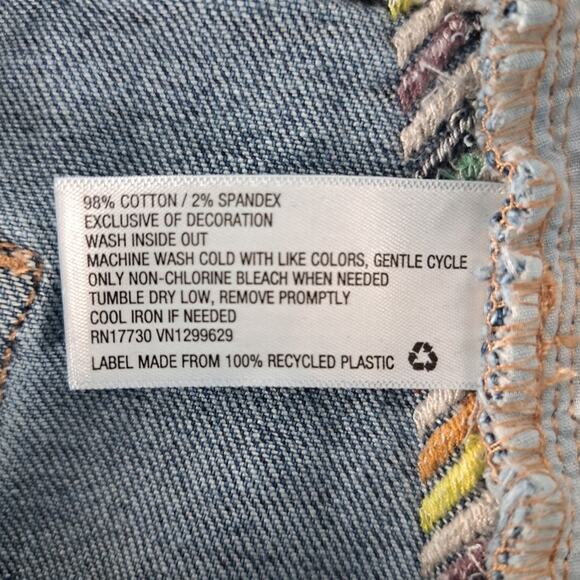 98% COTTON / 2% SPANDEX
EXCLUSIVE OF DECORATION
WASH INSIDE OUT
MACHINE WASH COLD WITH LIKE COLORS, GENTLE CYCLE
ONLY NON-CHLORINE BLEACH WHEN NEEDED
TUMBLE DRY LOW, REMOVE PROMPTLY
COOL IRON IF NEEDED
RN17730 VN1299629
LABEL MADE FROM 100% RECYCLED PLASTIC